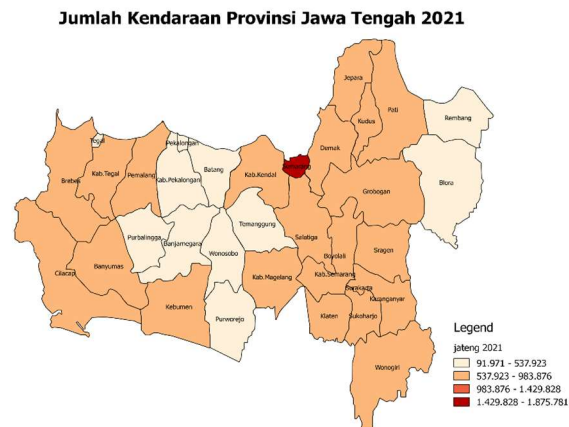 Jumlah Kendaraan Provinsi Jawa Tengah 2021
Jepara
Pati
Kudus
Rembang
Demak
Tegal
Pekalongan
Brebes
Kab.Tegal
Pemalang
Kab.Pekalongan
Batang
Kab.Kendal
Semarang
Grobogan
Blora
Purbalingga
Banjarnegara
Temanggung
Wonosobo
Salatiga
Boyolali
Sragen
Cilacap
Banyumas
Kab.Magelang
Kab.Semarang
Surakarta
Karanganyar
Kebumen
Purworejo
Klaten
Sukoharjo
Wonogiri
Legend
jateng 2021
91.971 - 537.923
537.923 - 983.876
983.876 - 1.429.828
1.429.828 - 1.875.781